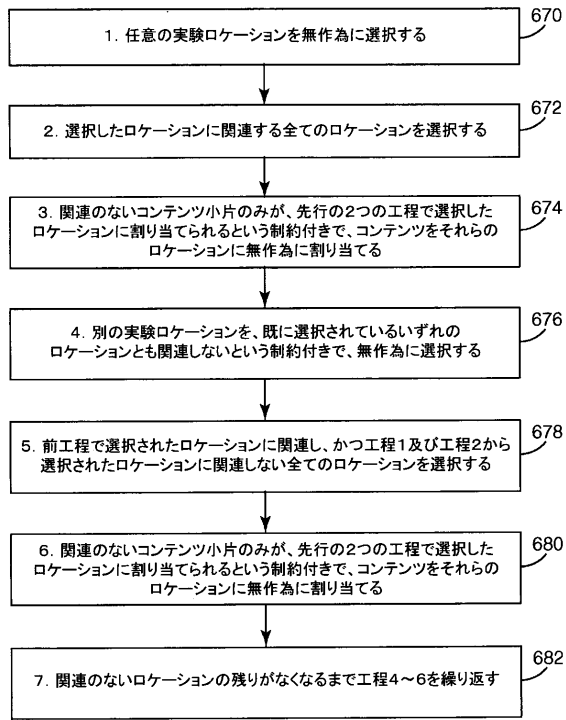 670
1. 任意の実験ロケーションを無作為に選択する
672
2. 選択したロケーションに関連する全てのロケーションを選択する
674
3. 関連のないコンテンツ小片のみが、先行の2つの工程で選択した
ロケーションに割り当てられるという制約付きで、コンテンツをそれらの
ロケーションに無作為に割り当てる
676
4. 別の実験ロケーションを、既に選択されているいずれの
ロケーションとも関連しないという制約付きで、無作為に選択する
678
5. 前工程で選択されたロケーションに関連し、かつ工程1及び工程2から
選択されたロケーションに関連しない全てのロケーションを選択する
680
6. 関連のないコンテンツ小片のみが、先行の2つの工程で選択した
ロケーションに割り当てられるという制約付きで、コンテンツをそれらの
ロケーションに無作為に割り当てる
682
7. 関連のないロケーションの残りがなくなるまで工程4～6を繰り返す